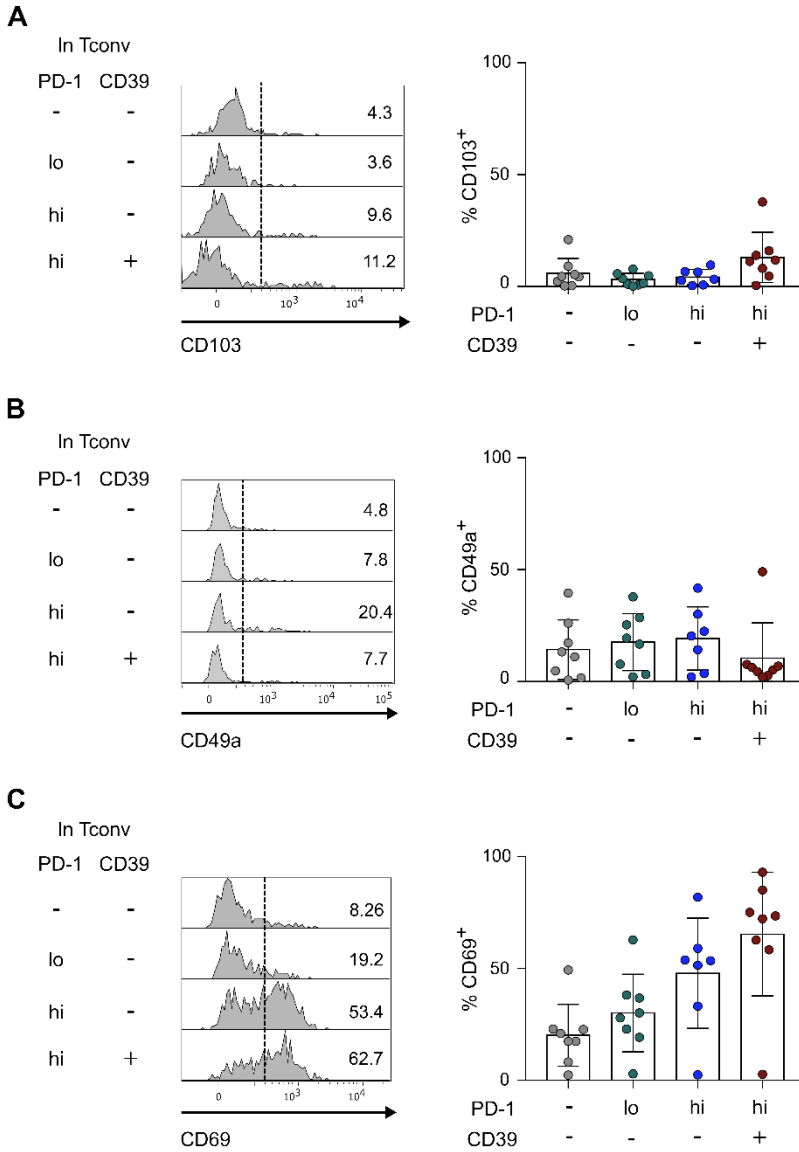 A
In Tconv
PD-1 CD39
- - 4.3
lo - 3.6
hi - 9.6
hi + 11.2
0 10³ 10⁴
CD103
100
50
0
% CD103⁺
PD-1 - lo hi hi
CD39 - - - +
B
In Tconv
PD-1 CD39
- - 4.8
lo - 7.8
hi - 20.4
hi + 7.7
0 10³ 10⁴ 10⁵
CD49a
100
50
0
% CD49a⁺
PD-1 - lo hi hi
CD39 - - - +
C
In Tconv
PD-1 CD39
- - 8.26
lo - 19.2
hi - 53.4
hi + 62.7
0 10³ 10⁴
CD69
100
50
0
% CD69⁺
PD-1 - lo hi hi
CD39 - - - +